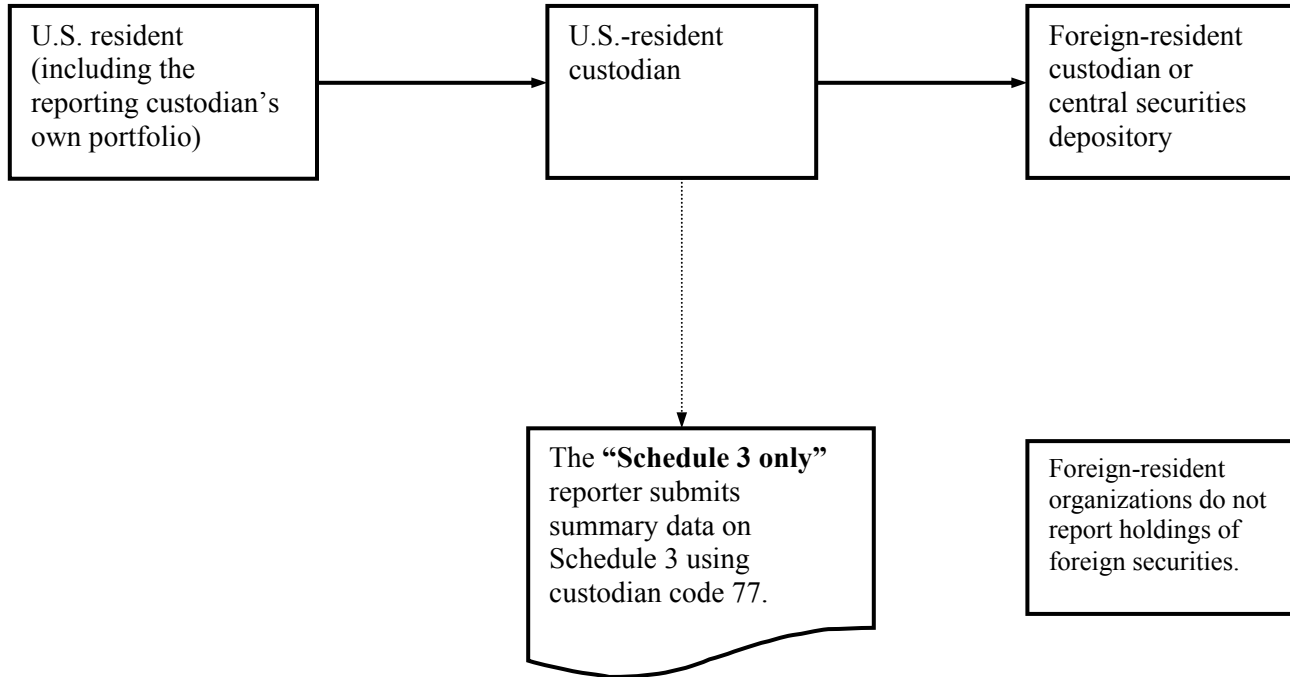 U.S. resident
(including the
reporting custodian’s
own portfolio)
U.S.-resident
custodian
Foreign-resident
custodian or
central securities
depository
The “Schedule 3 only”
reporter submits
summary data on
Schedule 3 using
custodian code 77.
Foreign-resident
organizations do not
report holdings of
foreign securities.